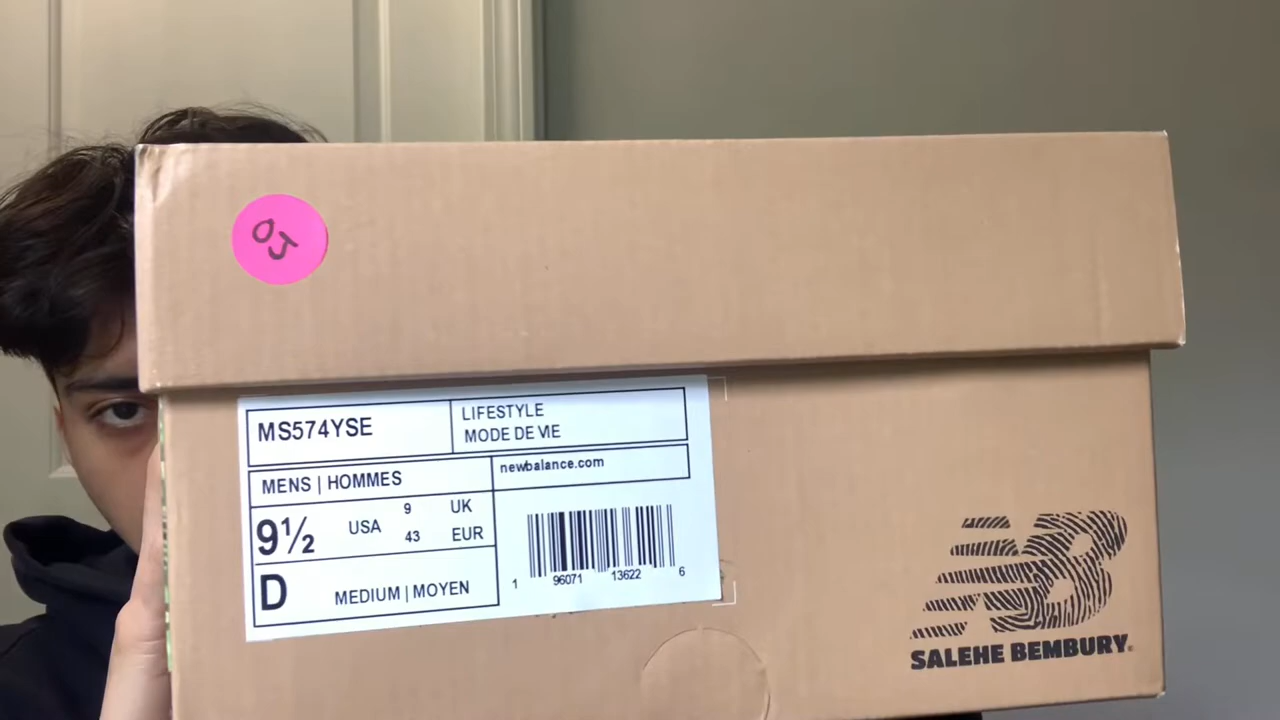 OJ
MS574YSE
LIFESTYLE
MODE DE VIE
MENS | HOMMES
newbalance.com
9½ USA 9 UK
43 EUR
D MEDIUM | MOYEN
1 96071 13622 6
NB
SALEHE BEMBURY.